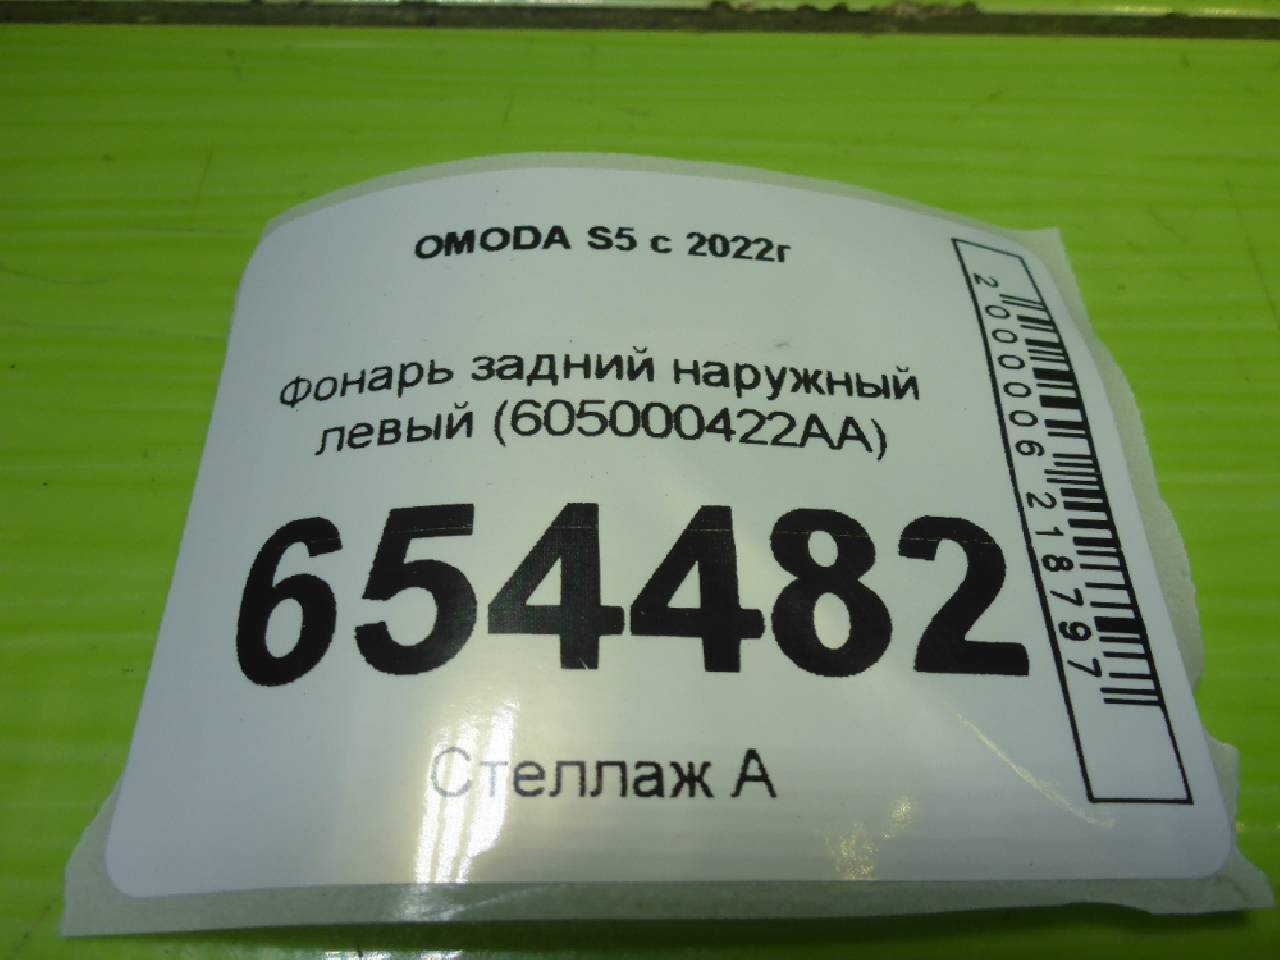 OMODA S5 с 2022г
Фонарь задний наружный
левый (605000422AA)
654482
Стеллаж А
2000006218797